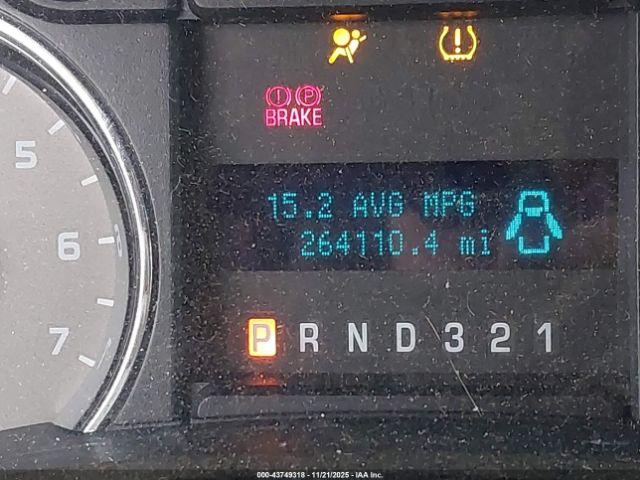 ! P
BRAKE
5
15.2 AVG MPG
6
264110.4 mi
7
P R N D 3 2 1
000-43749318 - 11/21/2025 - IAA Inc.